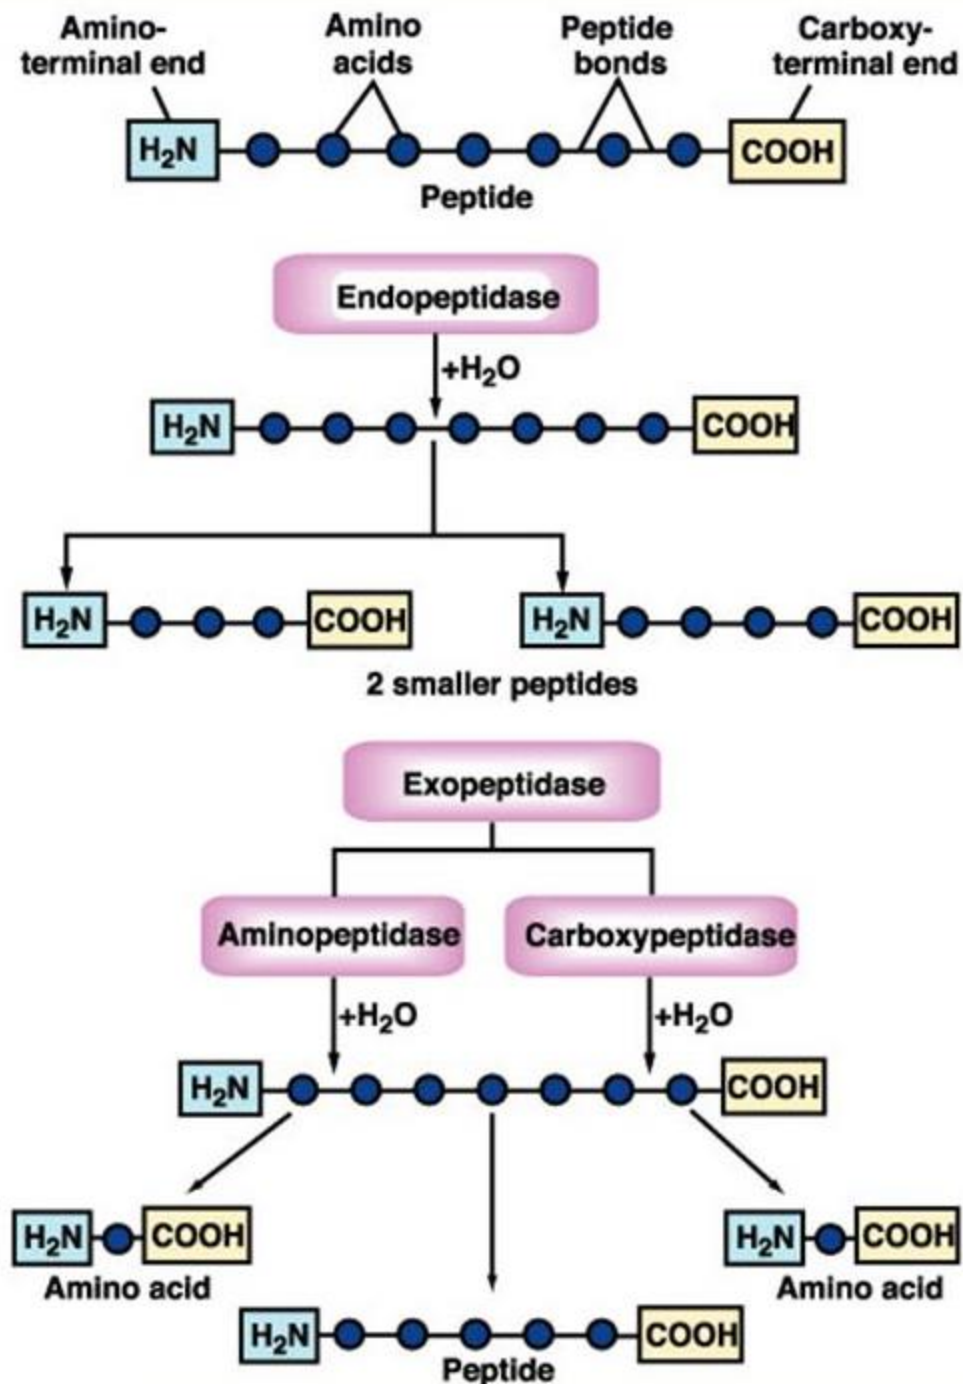 Amino-
terminal end
Amino
acids
Peptide
bonds
Carboxy-
terminal end
H₂N
COOH
Peptide
Endopeptidase
+H₂O
H₂N
COOH
H₂N
COOH
H₂N
COOH
2 smaller peptides
Exopeptidase
Aminopeptidase
Carboxypeptidase
+H₂O
+H₂O
H₂N
COOH
H₂N
COOH
Amino acid
H₂N
COOH
Amino acid
H₂N
COOH
Peptide